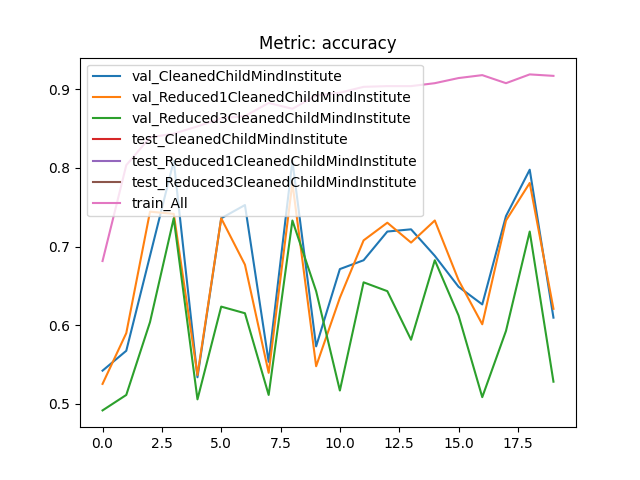 Metric: accuracy
val_CleanedChildMindInstitute
val_Reduced1CleanedChildMindInstitute
val_Reduced3CleanedChildMindInstitute
test_CleanedChildMindInstitute
test_Reduced1CleanedChildMindInstitute
test_Reduced3CleanedChildMindInstitute
train_All
0.9
0.8
0.7
0.6
0.5
0.0 2.5 5.0 7.5 10.0 12.5 15.0 17.5